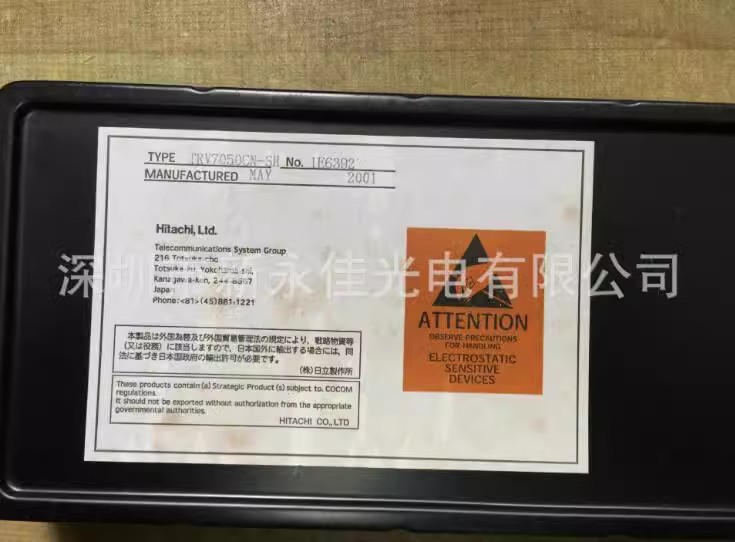 TYPE TRV7050CN-SH No. 1E6392
MANUFACTURED MAY 2001
Hitachi, Ltd.
Telecommunications System Group
216 Totsuka-cho
Totsuka-ku, Yokohama-shi,
Kanagawa-ken, 244-8567
Japan
Phone:<81>(45)881-1221
本製品は外国為替及び外国貿易管理法の規定により、戦略物資等
(又は役務)に該当しますので、日本国外に輸出する場合には、同
法に基づき日本国政府の輸出許可が必要です。
(株)日立製作所
These products contain(a) Strategic Product(s) subject to COCOM
regulations.
It should not be exported without authorization from the appropriate
governmental authorities.
HITACHI CO.,LTD
ATTENTION
OBSERVE PRECAUTIONS
FOR HANDLING
ELECTROSTATIC
SENSITIVE
DEVICES
深圳 新永佳光电有限公司